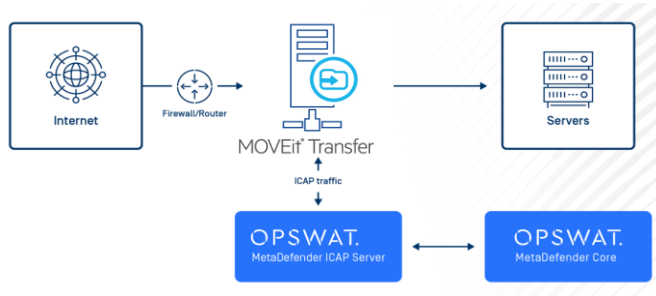 Internet
Firewall/Router
MOVEit® Transfer
Servers
ICAP traffic
OPSWAT.
MetaDefender ICAP Server
OPSWAT.
MetaDefender Core